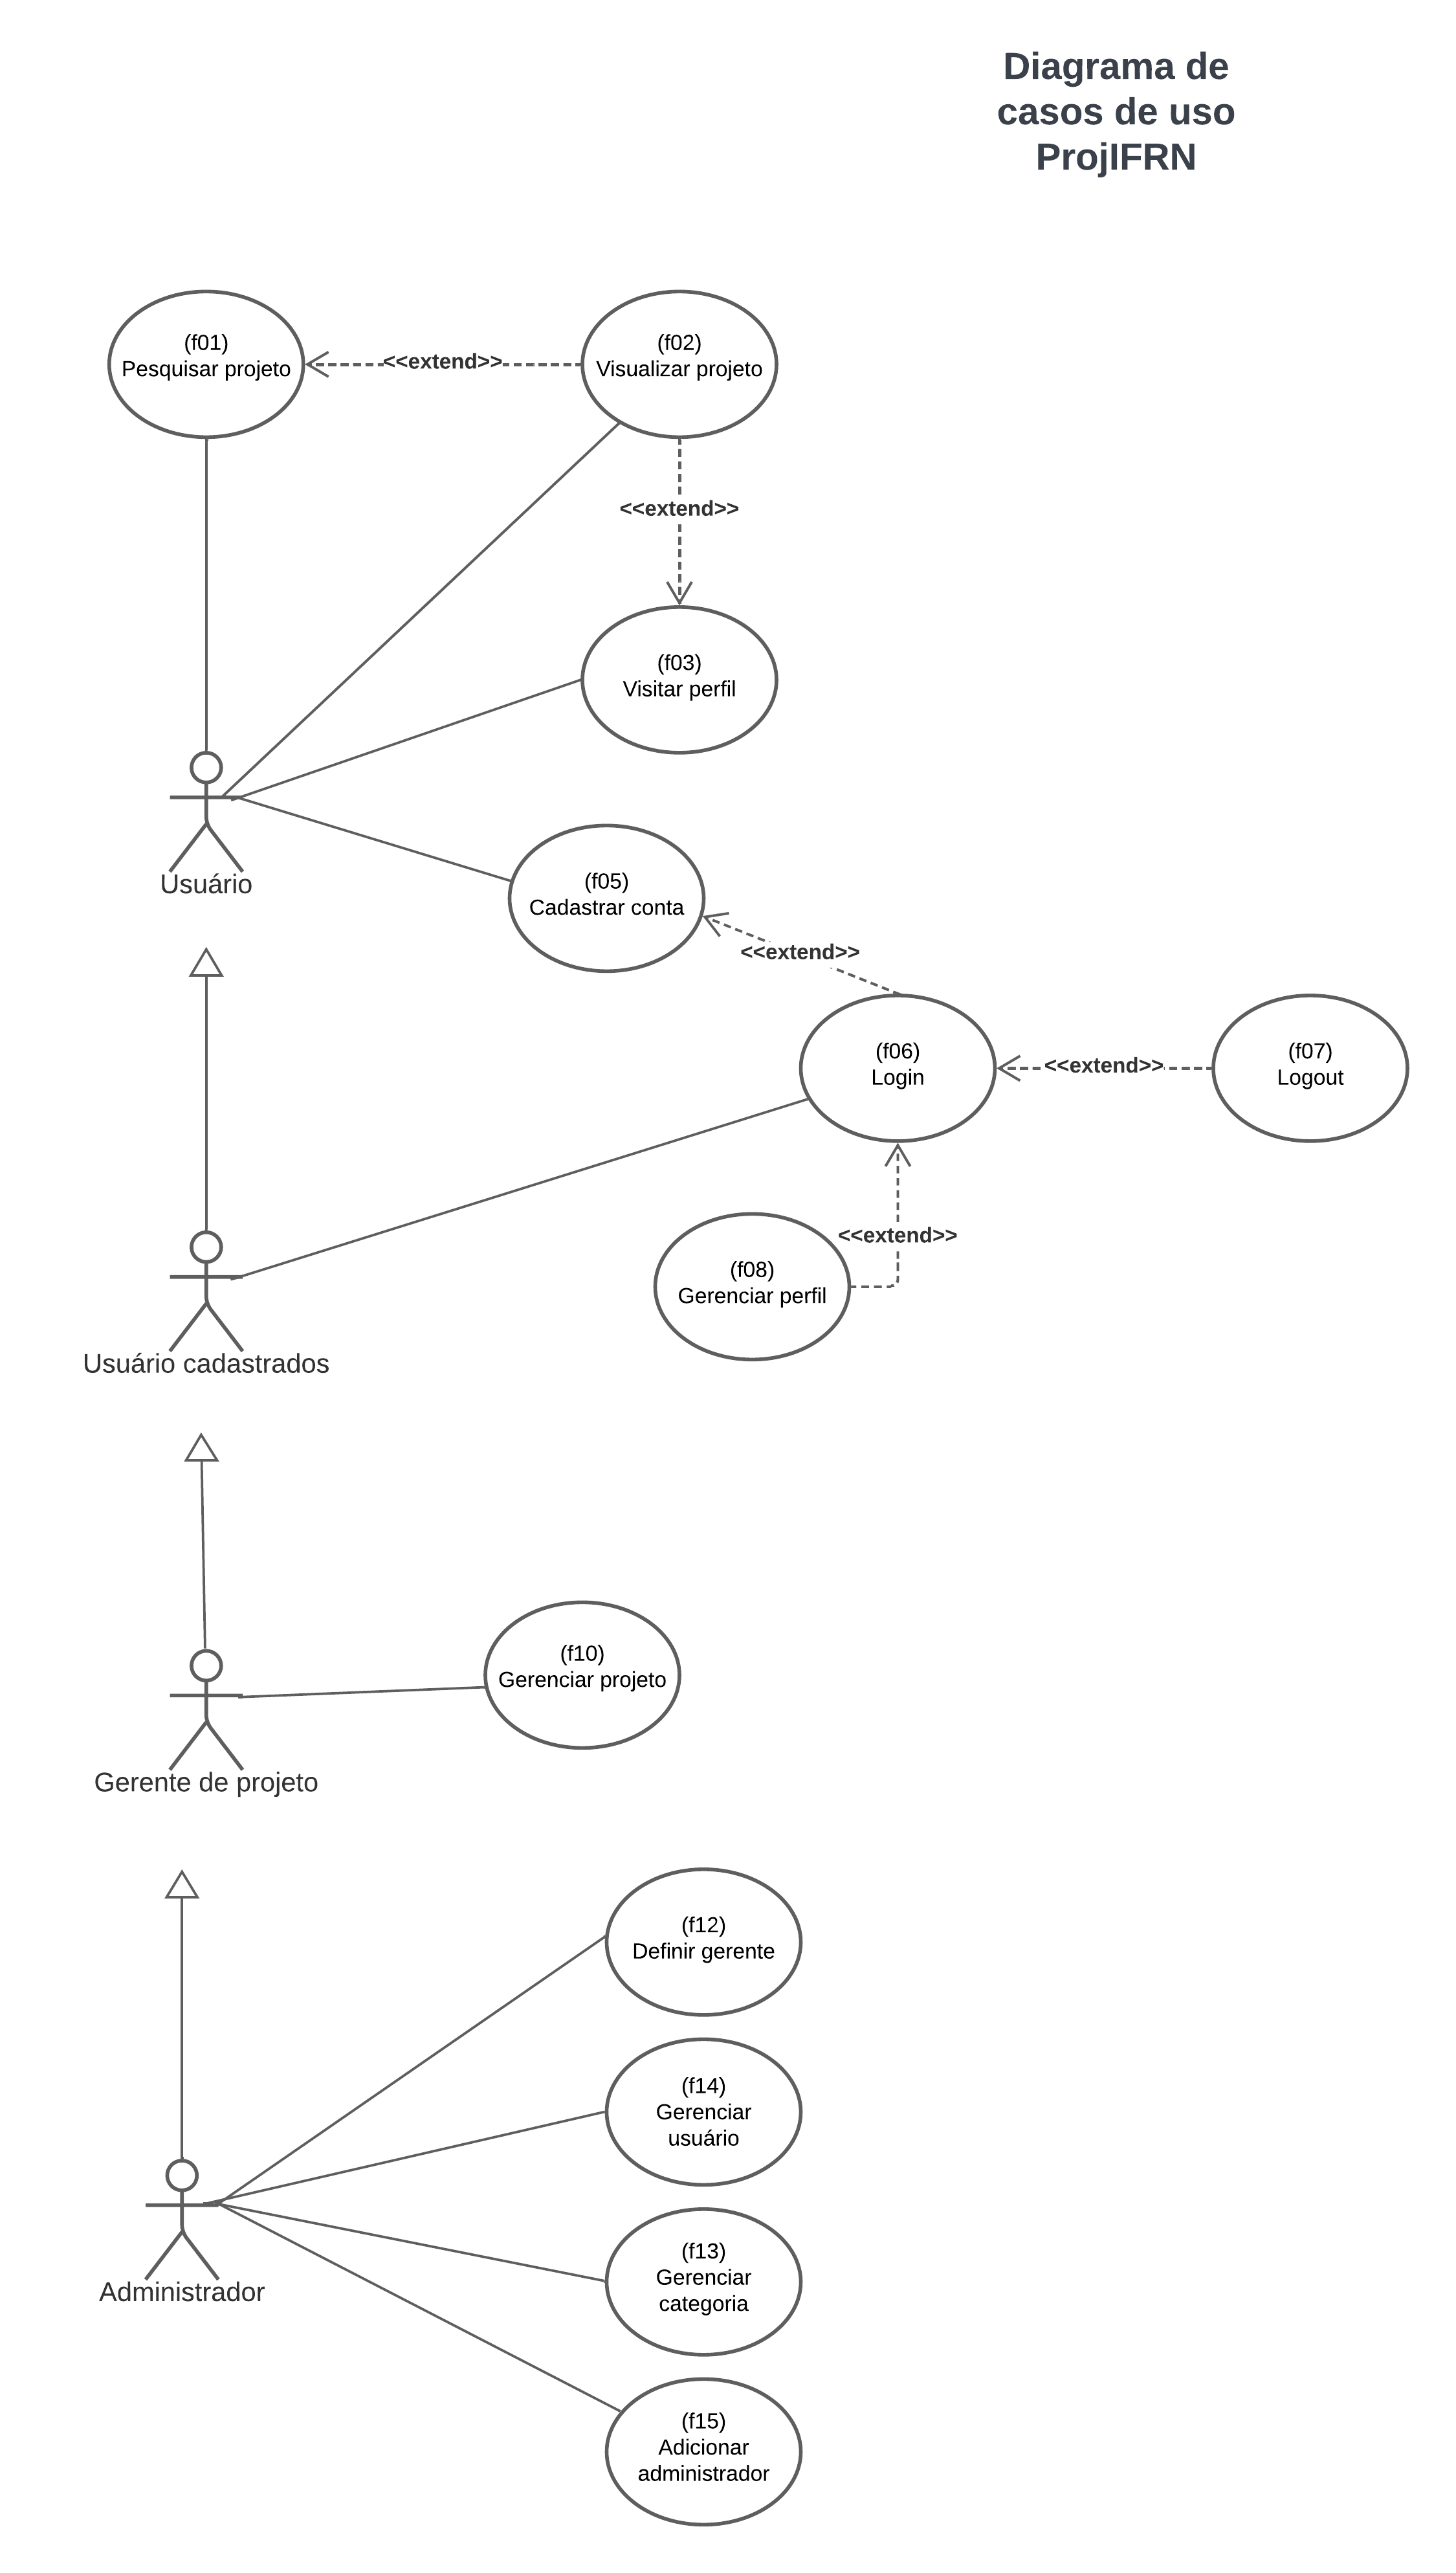 Diagrama de
casos de uso
ProjIFRN
(f01)
Pesquisar projeto
<<extend>>
(f02)
Visualizar projeto
<<extend>>
(f03)
Visitar perfil
Usuário
(f05)
Cadastrar conta
<<extend>>
(f06)
Login
<<extend>>
(f07)
Logout
<<extend>>
(f08)
Gerenciar perfil
Usuário cadastrados
(f10)
Gerenciar projeto
Gerente de projeto
(f12)
Definir gerente
(f14)
Gerenciar
usuário
(f13)
Gerenciar
categoria
Administrador
(f15)
Adicionar
administrador